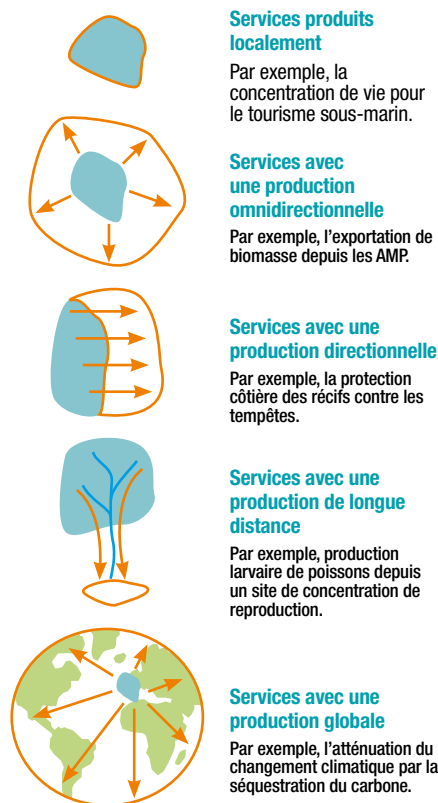 Services produits
localement
Par exemple, la
concentration de vie pour
le tourisme sous-marin.
Services avec
une production
omnidirectionnelle
Par exemple, l'exportation de
biomasse depuis les AMP.
Services avec une
production directionnelle
Par exemple, la protection
côtière des récifs contre les
tempêtes.
Services avec une
production de longue
distance
Par exemple, production
larvaire de poissons depuis
un site de concentration de
reproduction.
Services avec une
production globale
Par exemple, l'atténuation du
changement climatique par la
séquestration du carbone.